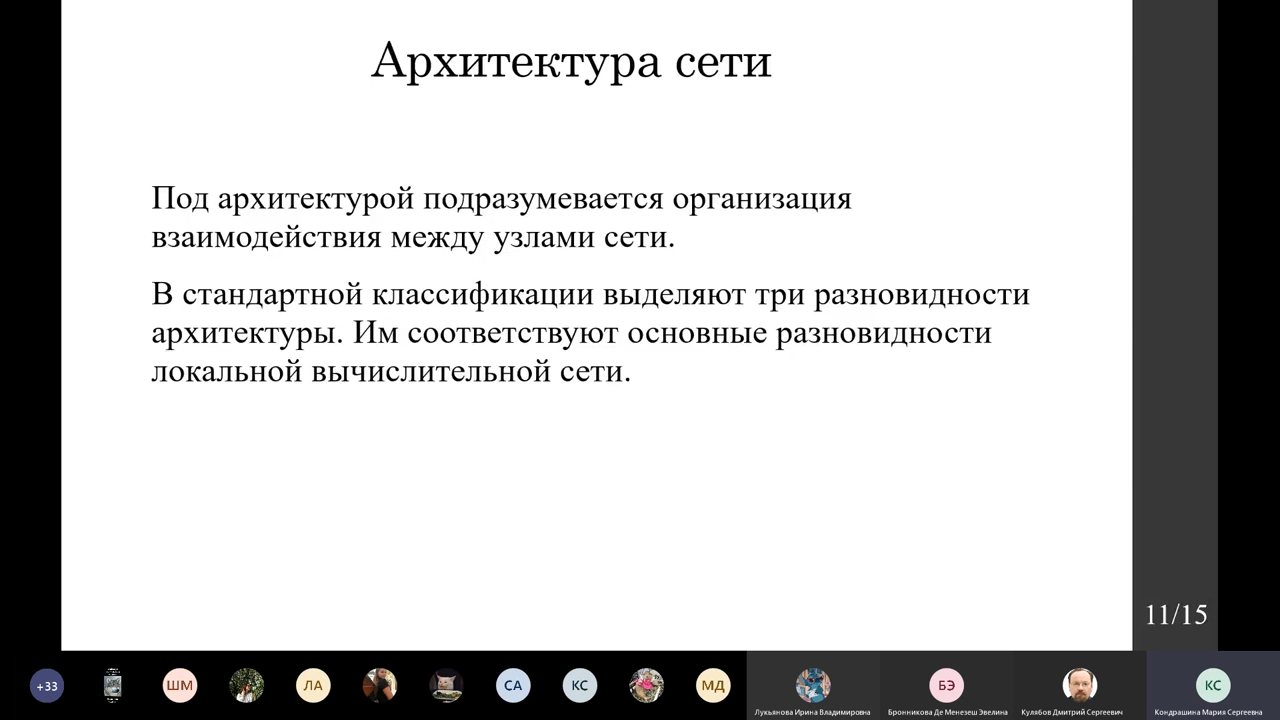 Архитектура сети
Под архитектурой подразумевается организация
взаимодействия между узлами сети.
В стандартной классификации выделяют три разновидности
архитектуры. Им соответствуют основные разновидности
локальной вычислительной сети.
11/15
+33
ШМ
ЛА
СА
КС
МД
БЭ
КС
Лукьянова Ирина Владимировна
Бронникова Де Менезеш Эвелина
Кулябов Дмитрий Сергеевич
Кондрашина Мария Сергеевна